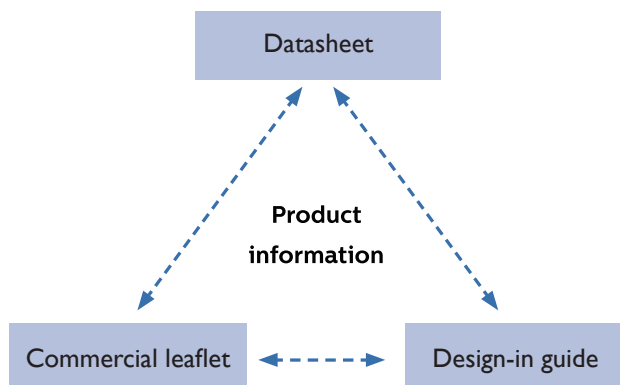 Datasheet
Product
information
Commercial leaflet
Design-in guide